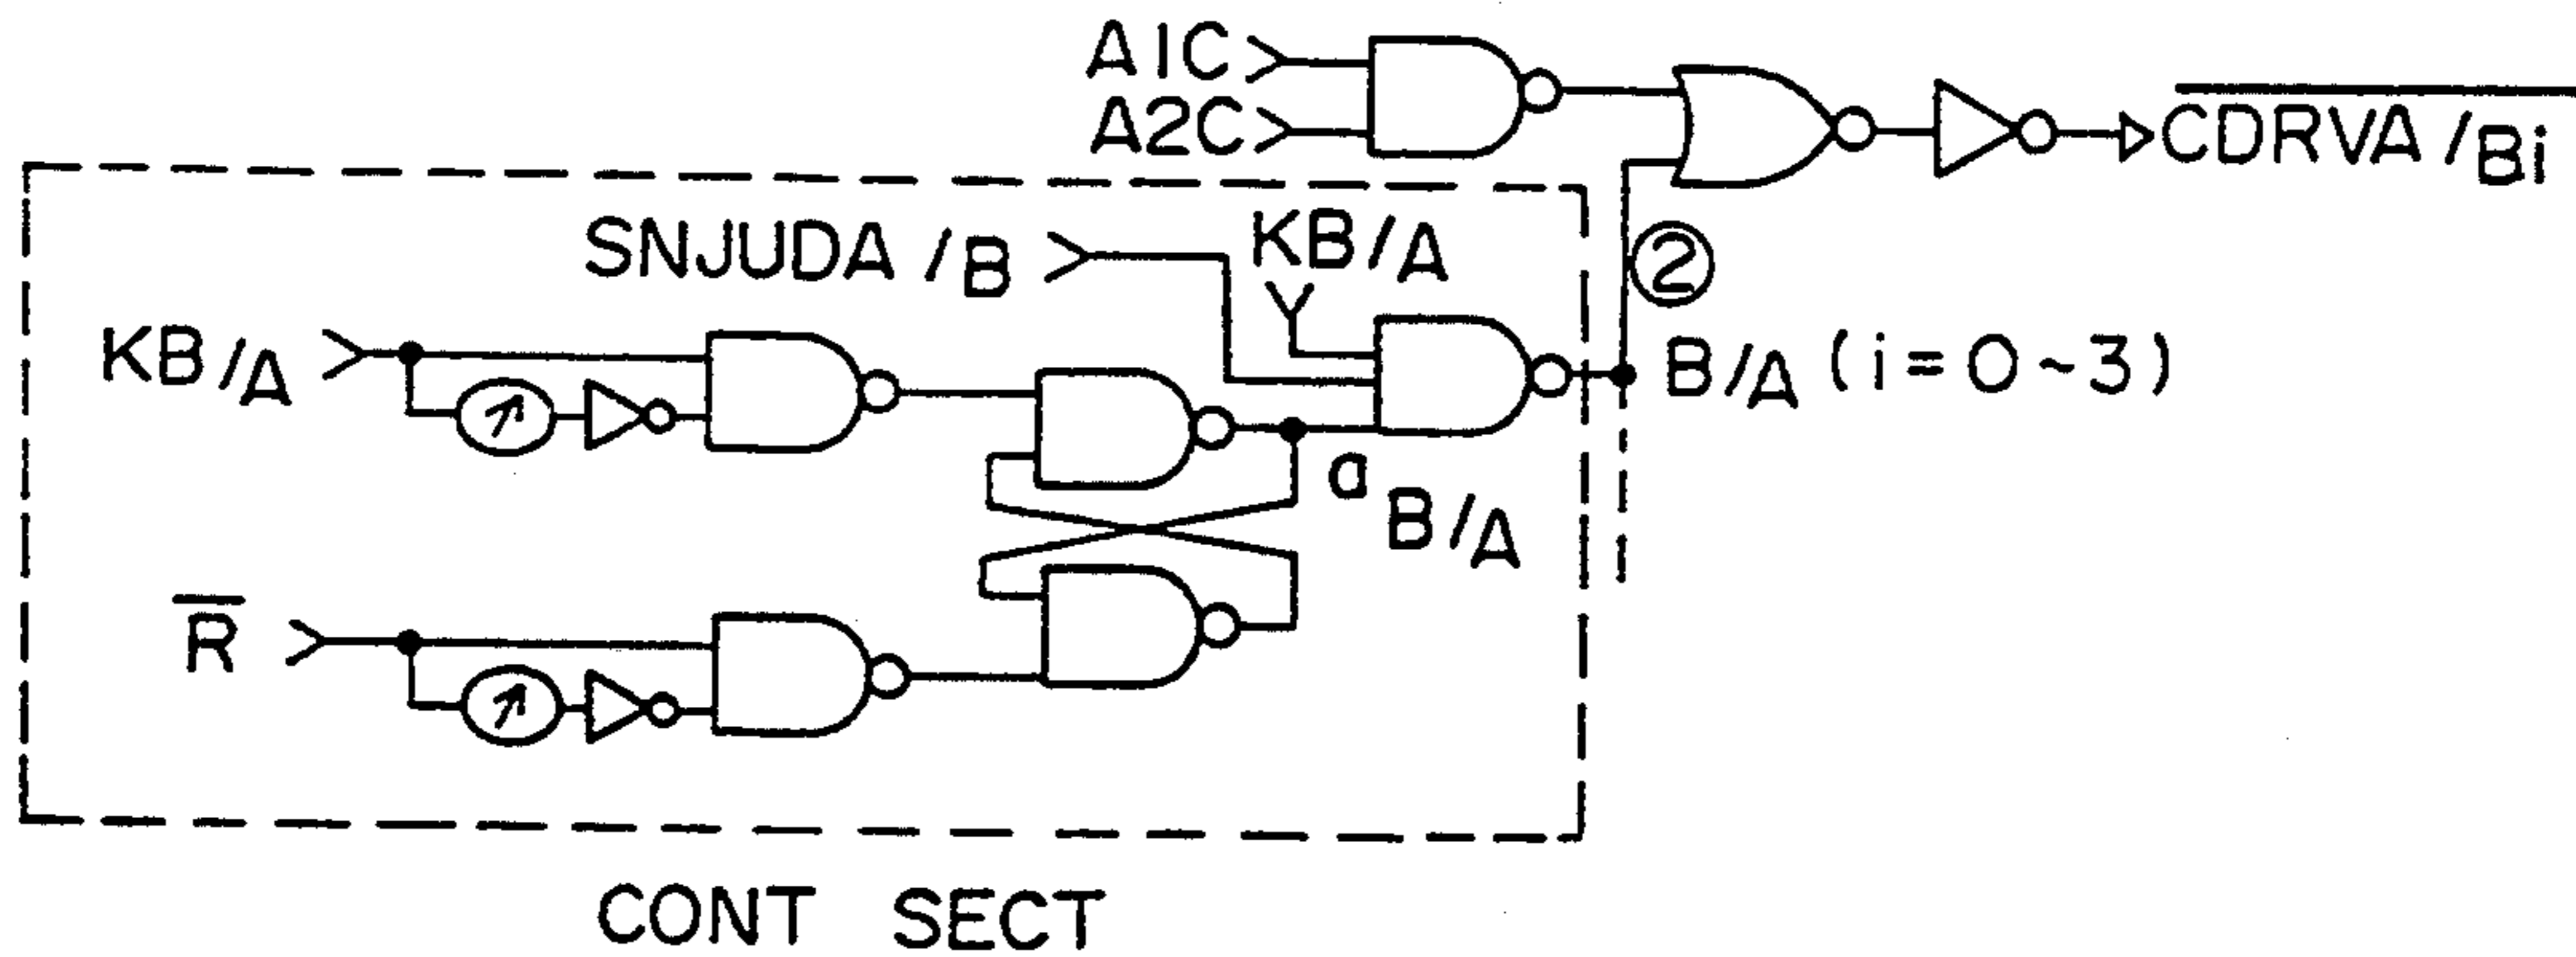 A1C
A2C
CDRVA/Bi
SNJUDA/B
KB/A
KB/A
②
B/A (i=0~3)
a B/A
R̅
CONT SECT